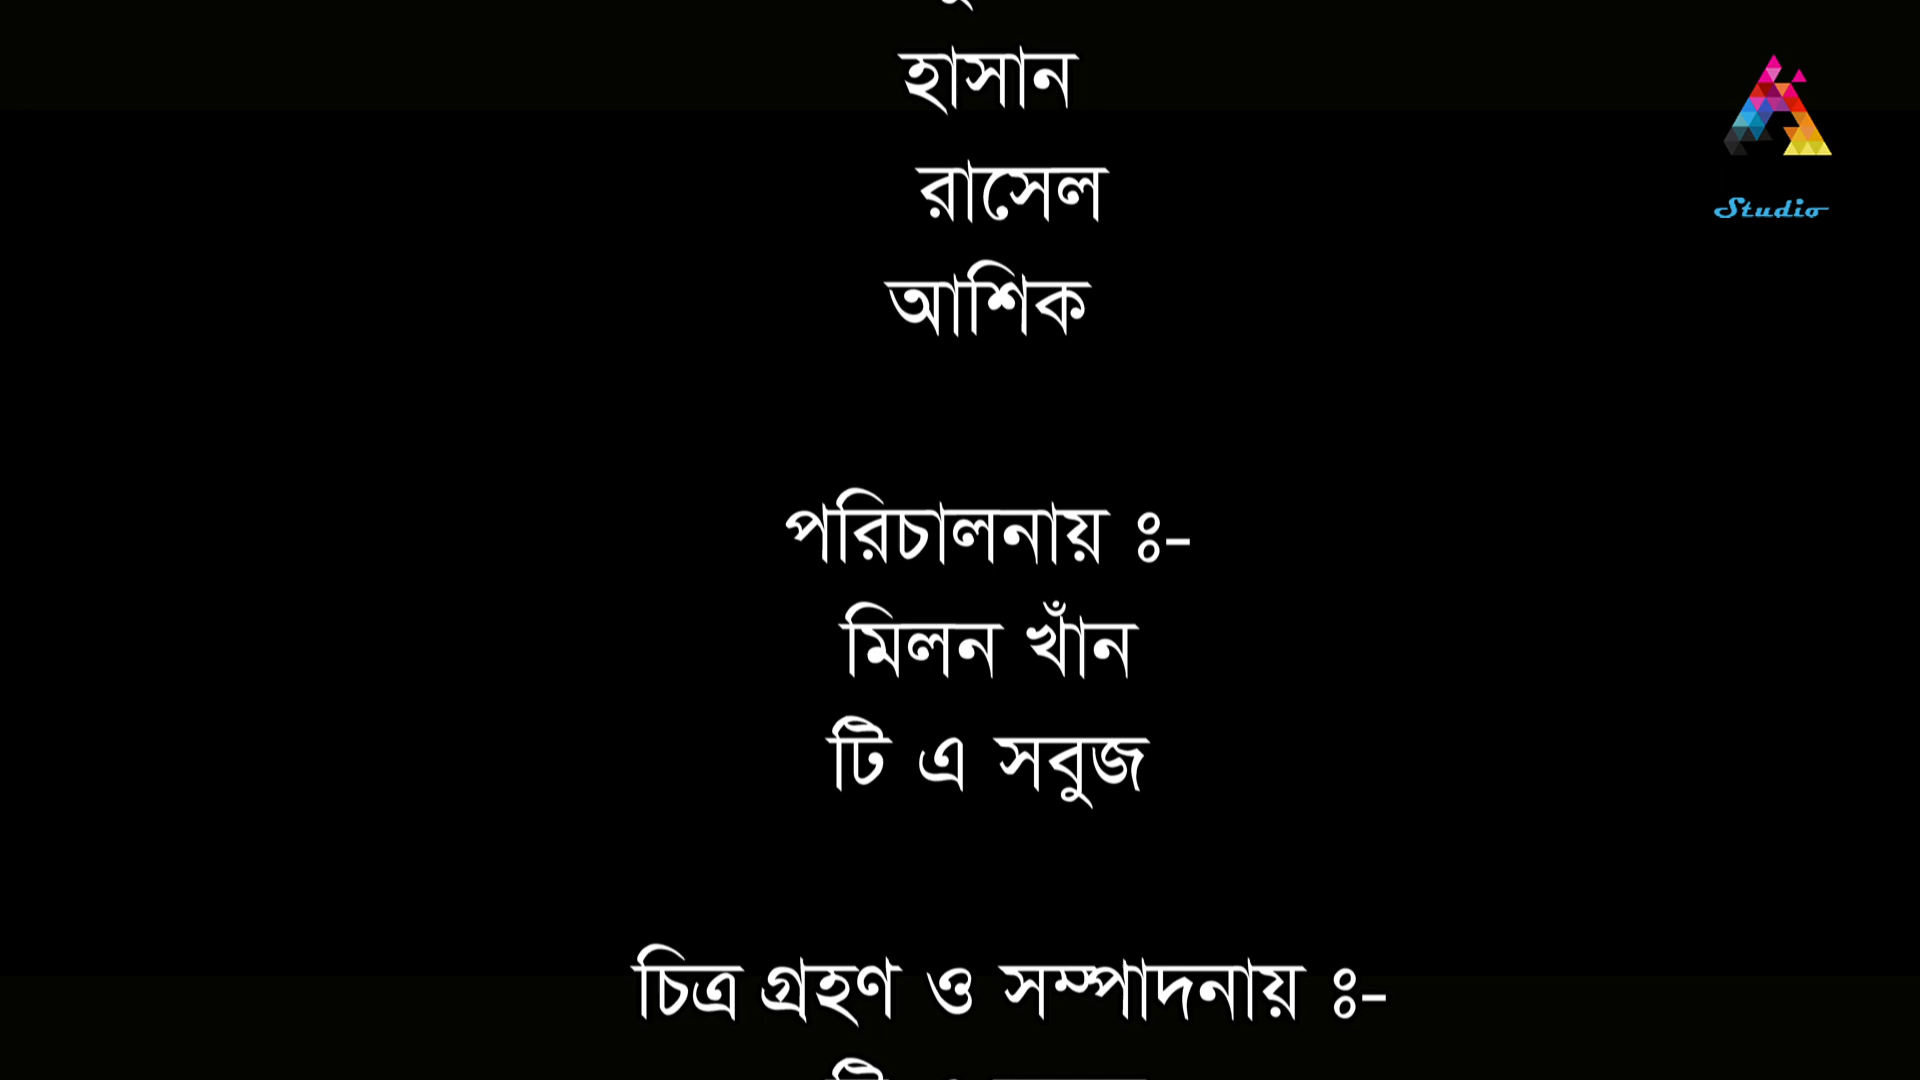 হাসান
রাসেল
আশিক
পরিচালনায় ঃ-
মিলন খাঁন
টি এ সবুজ
চিত্র গ্রহণ ও সম্পাদনায় ঃ-
Studio